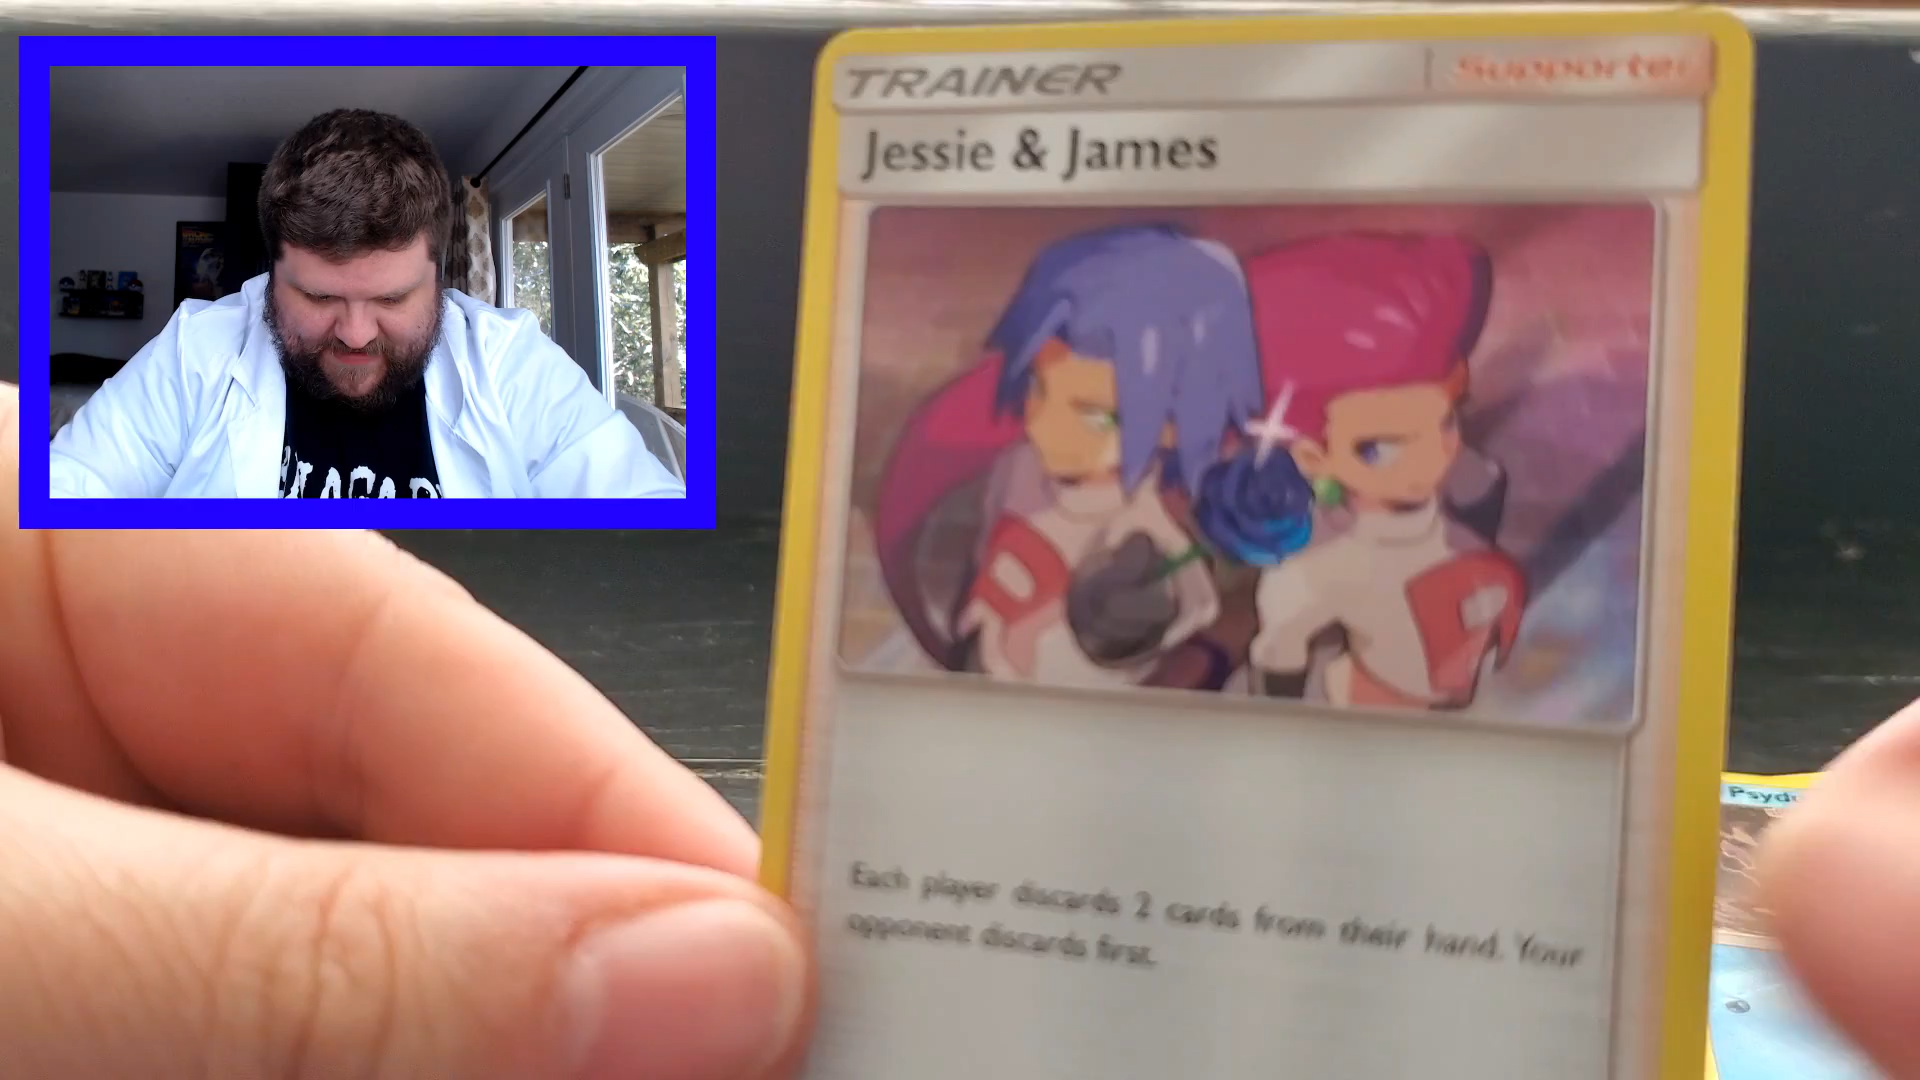 TRAINER
Supporter
Jessie & James
Each player discards 2 cards from their hand. Your
opponent discards first.